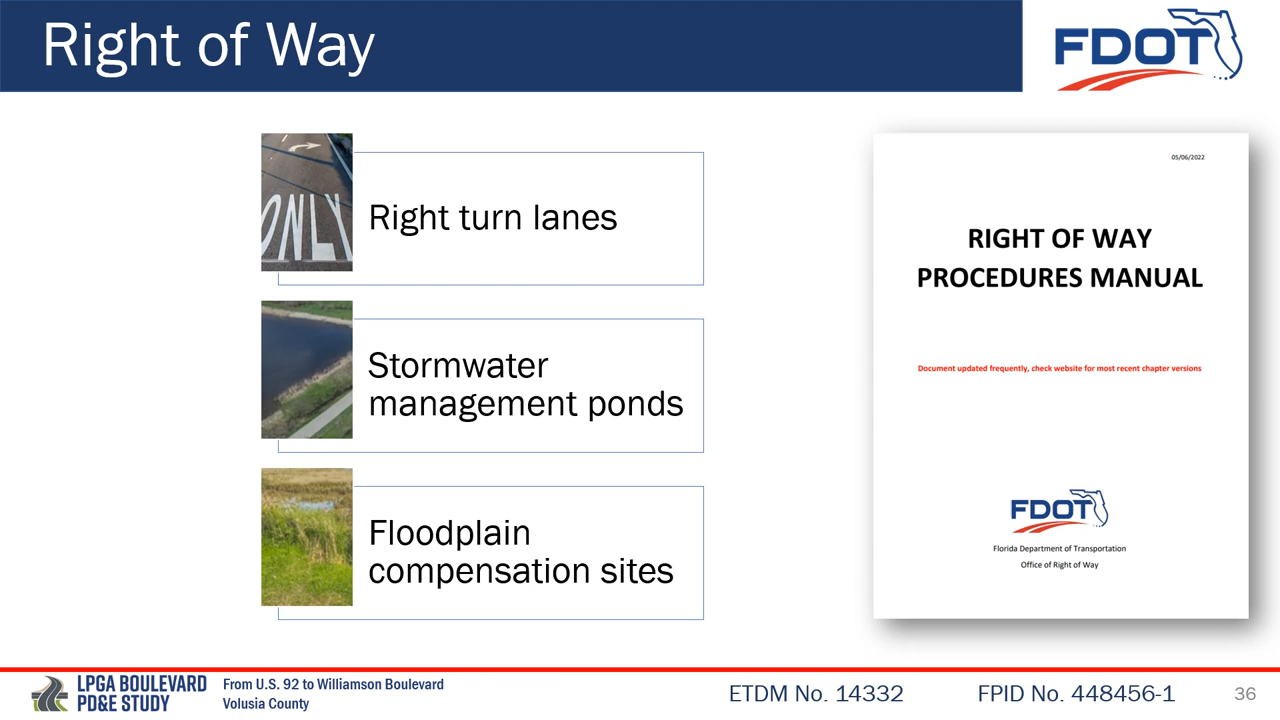 Right of Way
FDOT
ONLY
Right turn lanes
Stormwater
management ponds
Floodplain
compensation sites
05/06/2022
RIGHT OF WAY
PROCEDURES MANUAL
Document updated frequently, check website for most recent chapter versions
FDOT
Florida Department of Transportation
Office of Right of Way
LPGA BOULEVARD
PD&E STUDY
From U.S. 92 to Williamson Boulevard
Volusia County
ETDM No. 14332
FPID No. 448456-1
36